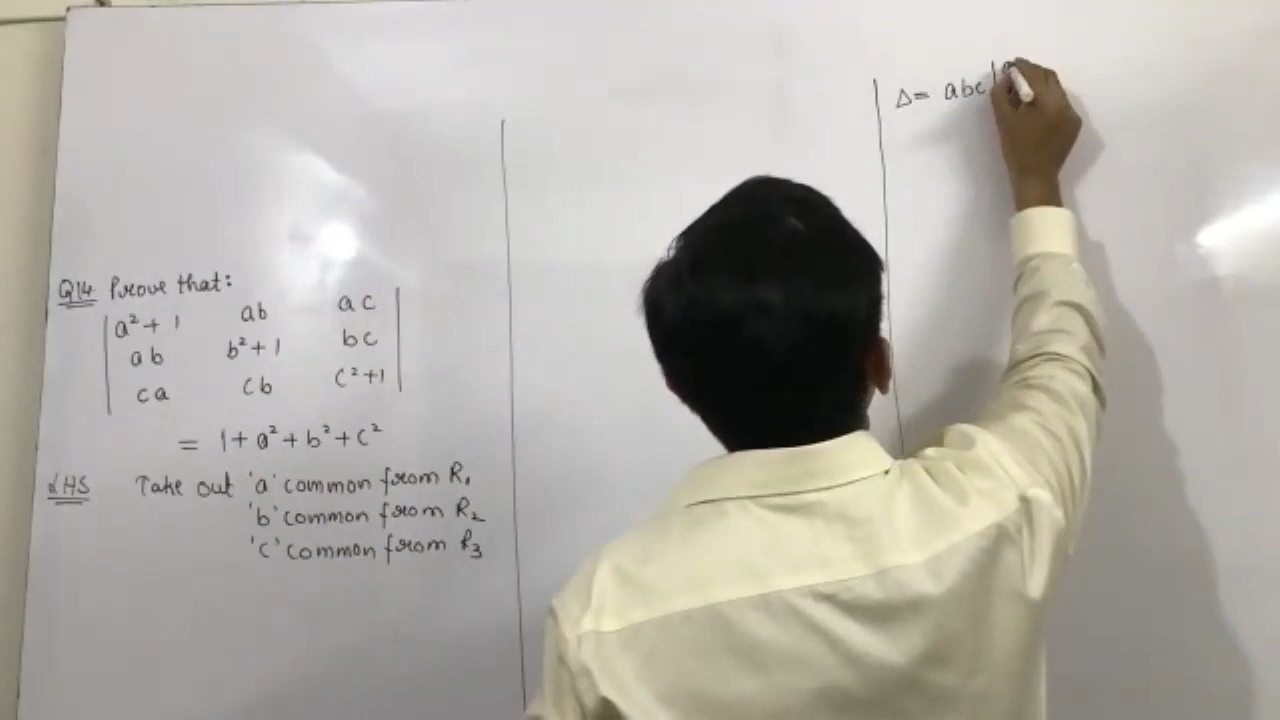 Q14 Prove that:
a²+1 ab ac
ab b²+1 bc
ca cb c²+1
= 1+a²+b²+c²
LHS Take out 'a' common from R₁
'b' common from R₂
'c' common from R₃
Δ= abc